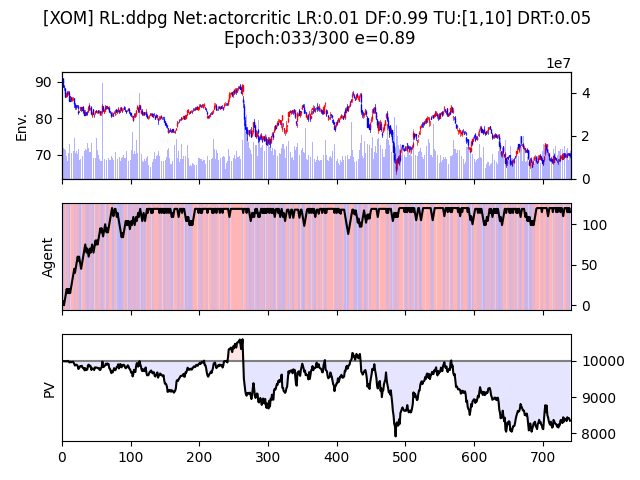 [XOM] RL:ddpg Net:actorcritic LR:0.01 DF:0.99 TU:[1,10] DRT:0.05
Epoch:033/300 e=0.89
1e7
90
80
70
Env.
4
2
0
Agent
100
50
0
PV
10000
9000
8000
0 100 200 300 400 500 600 700